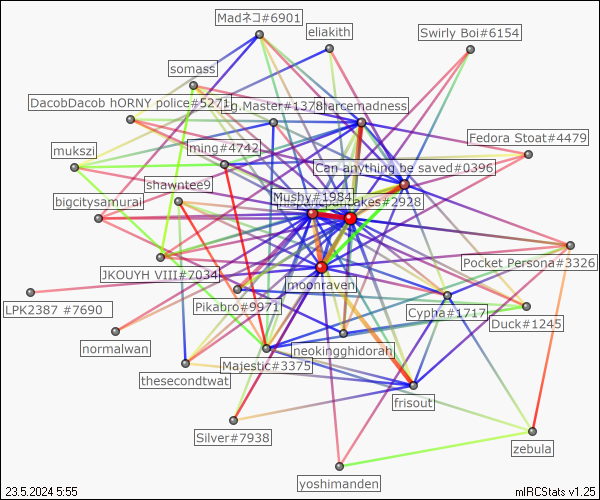 Madネコ#6901
eliakith
Swirly Boi#6154
somass
DacobDacob hORNY police#5271
g.Master#1378
harcemadness
Fedora Stoat#4479
mukszi
ming#4742
Can anything be saved#0396
shawntee9
Mushy#1984
akes#2928
bigcitysamurai
JKOUYH VIII#7034
moonraven
Pocket Persona#3326
LPK2387 #7690
Pikabro#9971
Cypha#1717
Duck#1245
normalwan
neokingghidorah
Majestic#3375
thesecondtwat
frisout
Silver#7938
zebula
yoshimanden
23.5.2024 5:55
mIRCStats v1.25